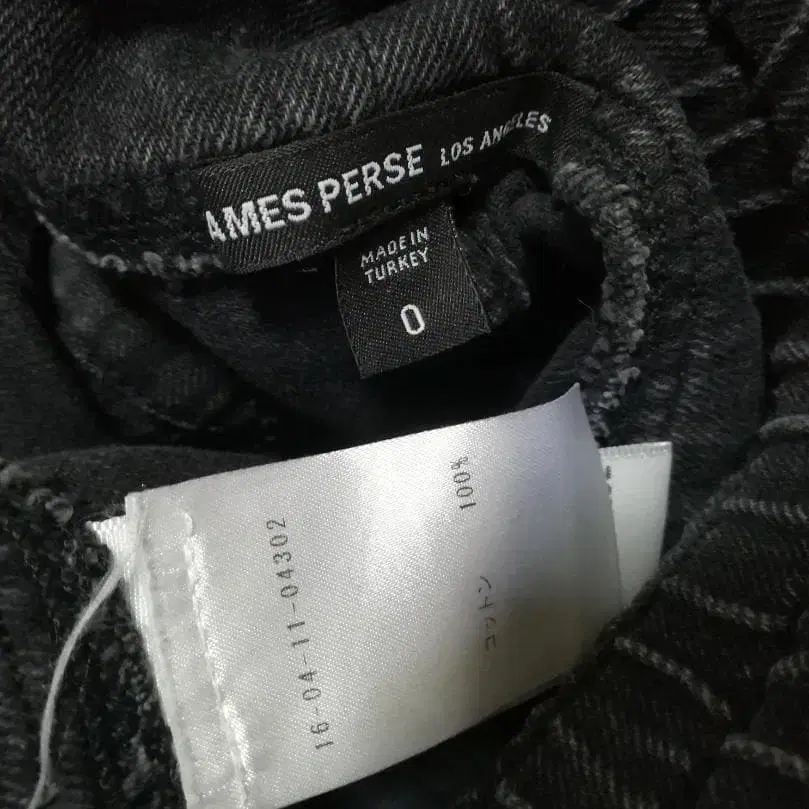 AMES PERSE LOS ANGELES
MADE IN
TURKEY
0
16-04-11-04302
コットン 100%